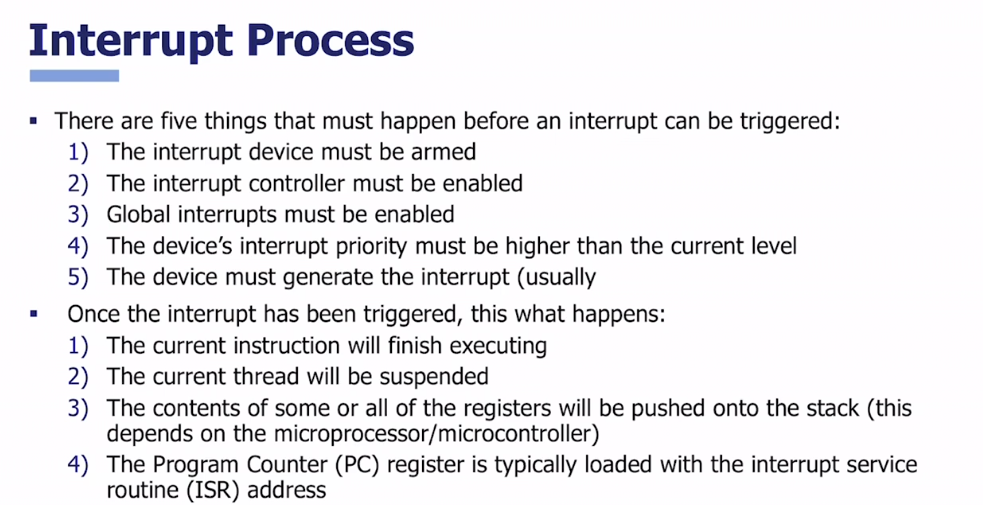 Interrupt Process
▪ There are five things that must happen before an interrupt can be triggered:
1) The interrupt device must be armed
2) The interrupt controller must be enabled
3) Global interrupts must be enabled
4) The device's interrupt priority must be higher than the current level
5) The device must generate the interrupt (usually
▪ Once the interrupt has been triggered, this what happens:
1) The current instruction will finish executing
2) The current thread will be suspended
3) The contents of some or all of the registers will be pushed onto the stack (this
depends on the microprocessor/microcontroller)
4) The Program Counter (PC) register is typically loaded with the interrupt service
routine (ISR) address